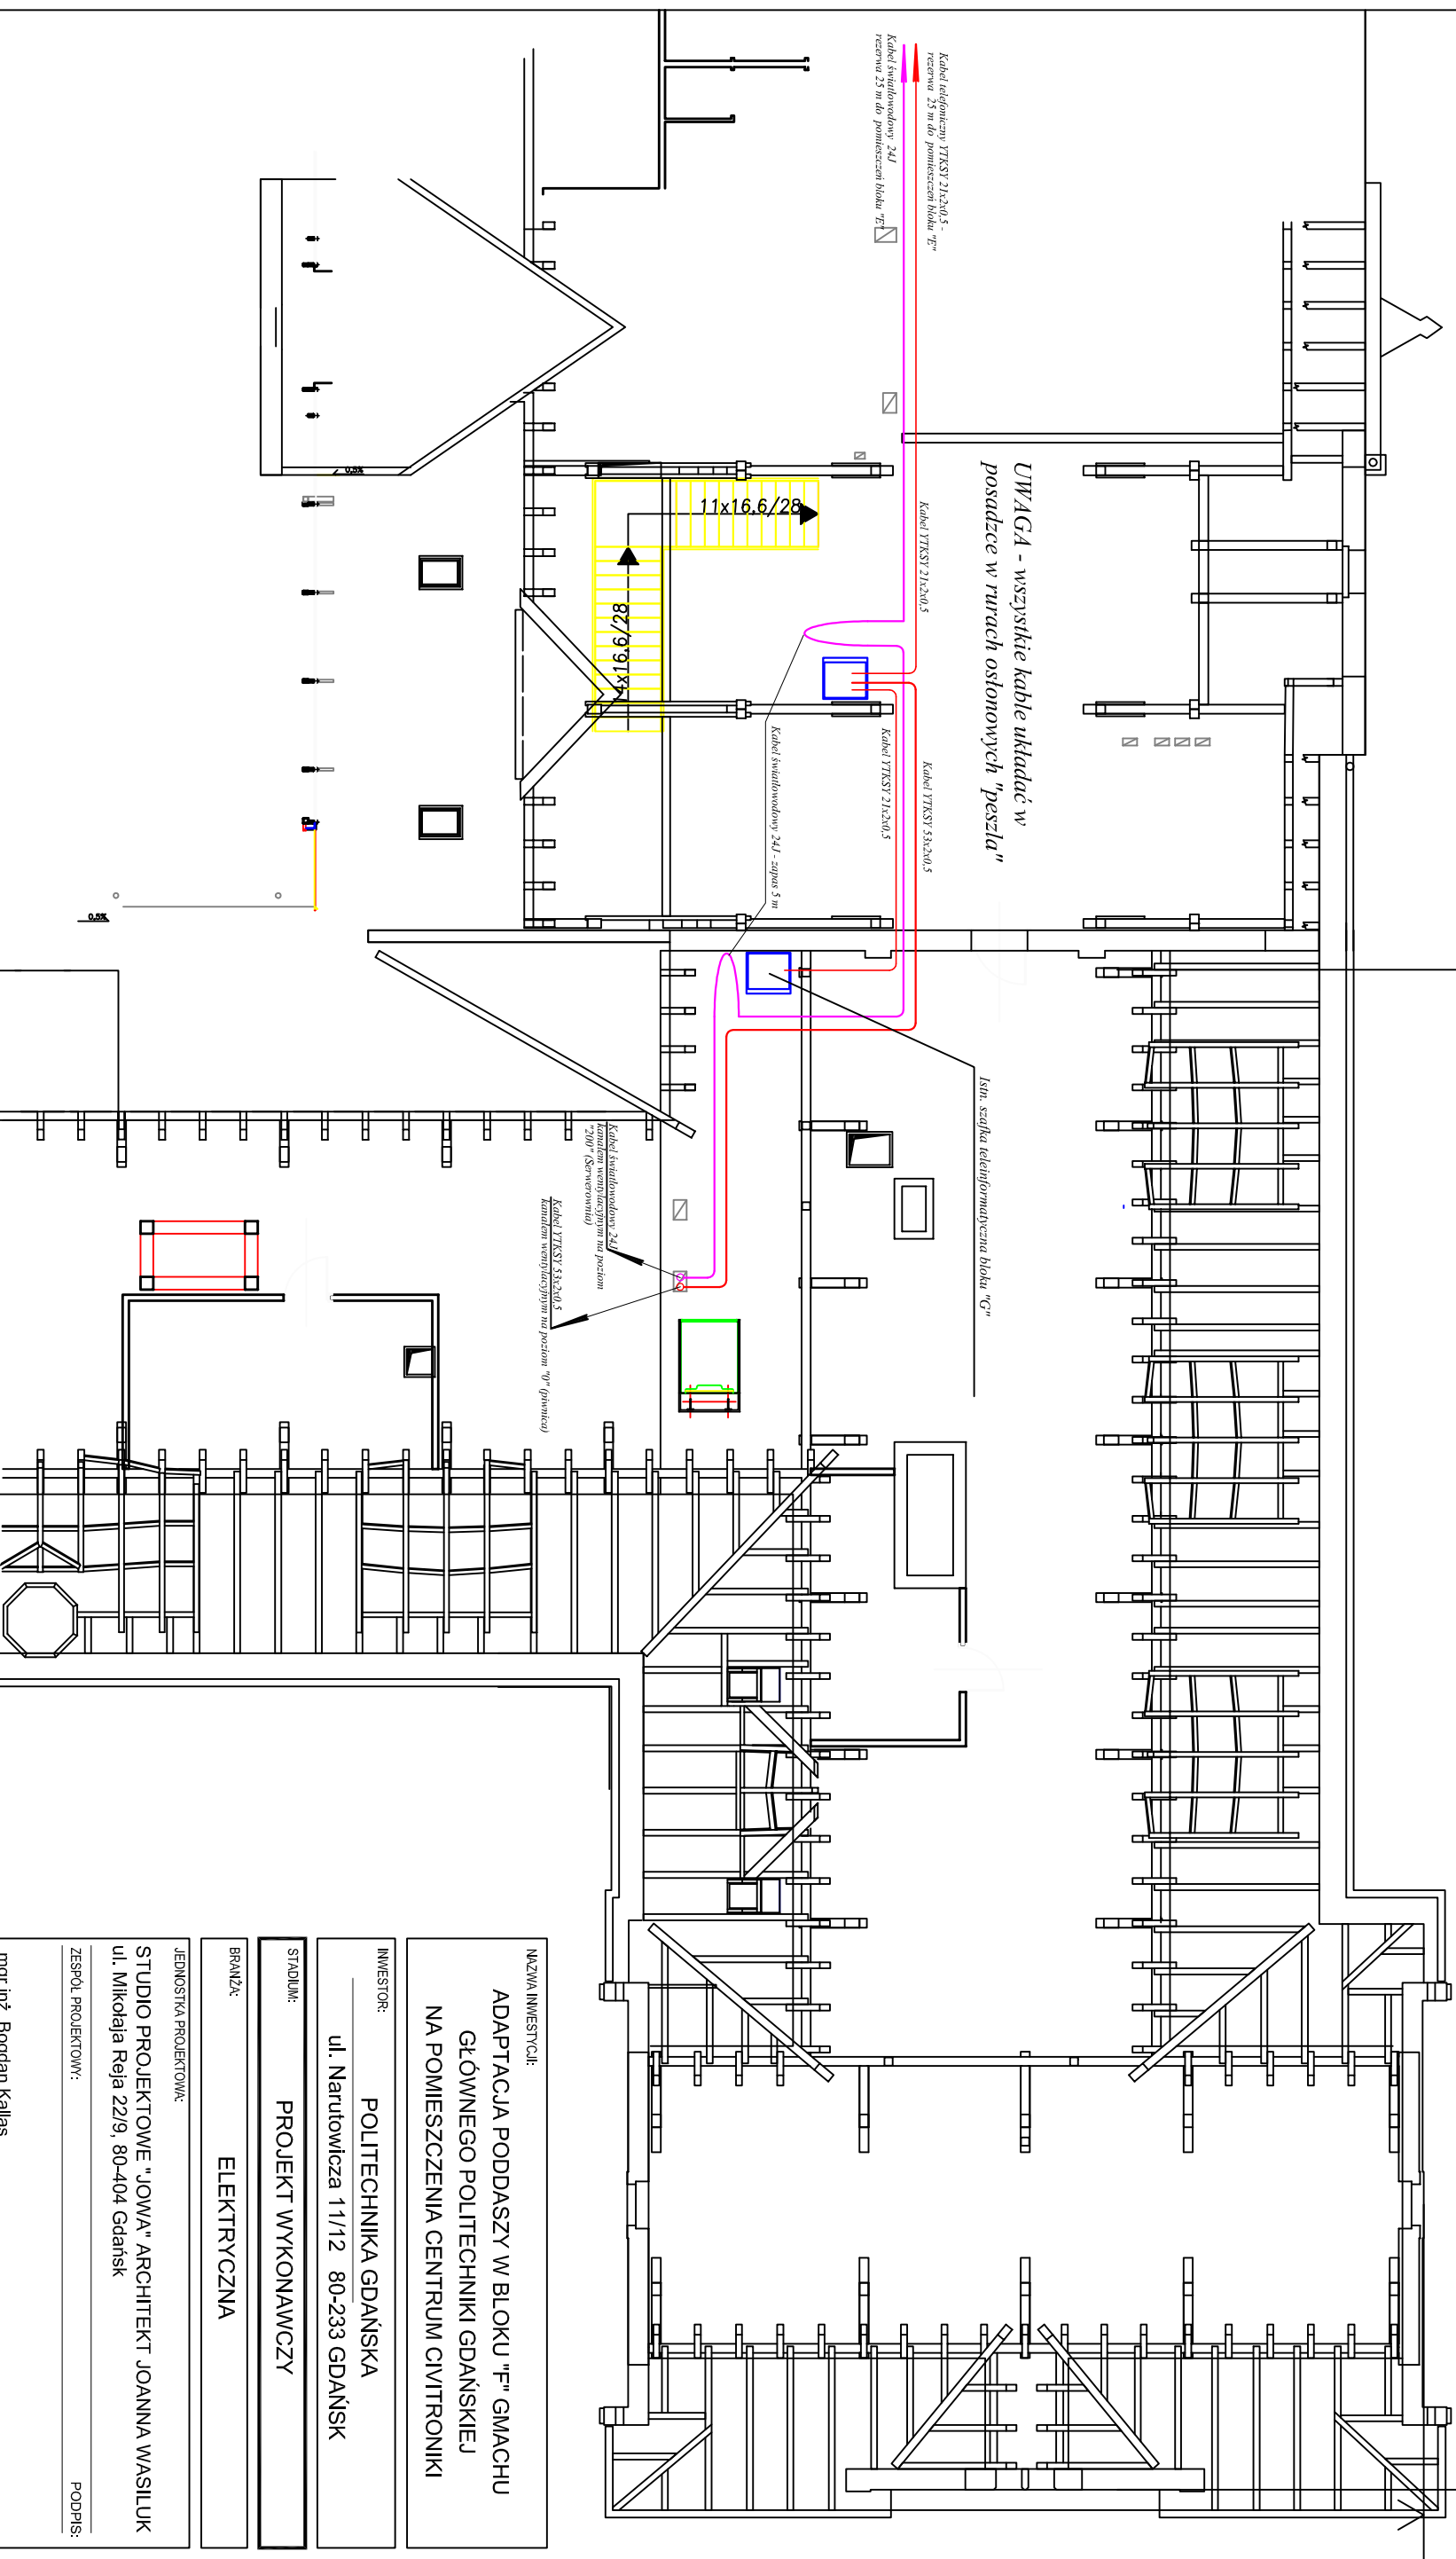 Kabel telefoniczny YTKSY 21x2x0,5 -
rezerwa 25 m do pomieszczeń bloku "E"
Kabel światłowodowy 24J
rezerwa 25 m do pomieszczeń bloku "E"
UWAGA - wszystkie kable układać w
posadzce w rurach osłonowych "peszla"
Kabel YTKSY 21x2x0,5
11x16,6/28
14x16,6/28
Kabel YTKSY 53x2x0,5
Kabel YTKSY 21x2x0,5
Kabel światłowodowy 24J - zapas 5 m
0,5%
0,5%
Istn. szafka teleinformatyczna bloku "G"
Kabel światłowodowy 24J
kanałem wentylacyjnym na poziom
"200" (Serwerownia)
Kabel YTKSY 53x2x0,5
kanałem wentylacyjnym na poziom "0" (piwnica)
NAZWA INWESTYCJI:
ADAPTACJA PODDASZY W BLOKU "F" GMACHU
GŁÓWNEGO POLITECHNIKI GDAŃSKIEJ
NA POMIESZCZENIA CENTRUM CIVITRONIKI
INWESTOR:
POLITECHNIKA GDAŃSKA
ul. Narutowicza 11/12 80-233 GDAŃSK
STADIUM:
PROJEKT WYKONAWCZY
BRANŻA:
ELEKTRYCZNA
JEDNOSTKA PROJEKTOWA:
STUDIO PROJEKTOWE "JOWA" ARCHITEKT JOANNA WASILUK
ul. Mikołaja Reja 22/9, 80-404 Gdańsk
ZESPÓŁ PROJEKTOWY:
PODPIS:
mgr inż. Bogdan Kallas